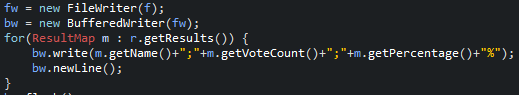 fw = new FileWriter(f);
bw = new BufferedWriter(fw);
for(ResultMap m : r.getResults()) {
bw.write(m.getName()+";"+m.getVoteCount()+";"+m.getPercentage()+"%");
bw.newLine();
}